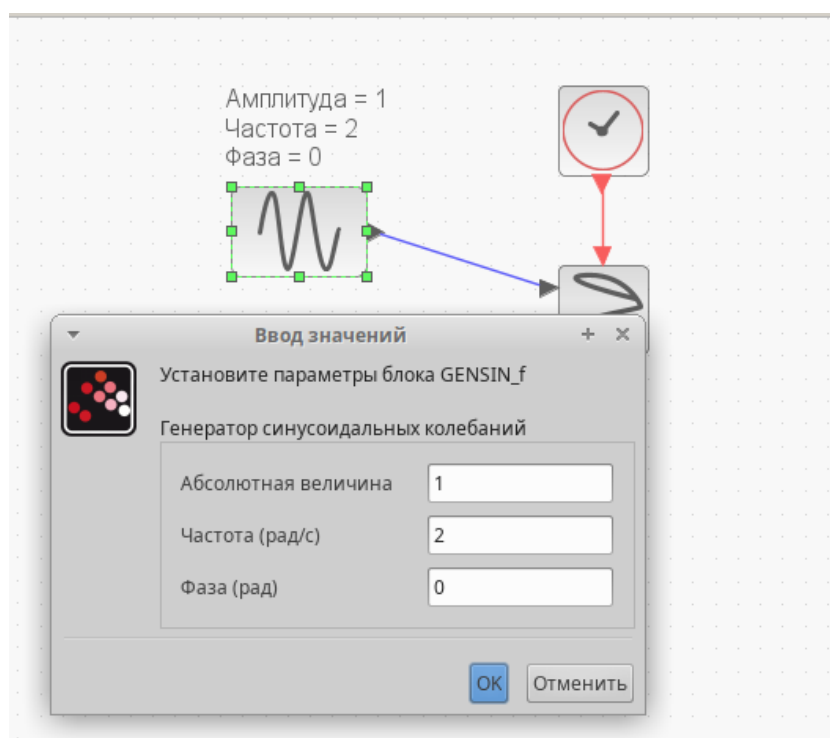 Амплитуда = 1
Частота = 2
Фаза = 0
Ввод значений
Установите параметры блока GENSIN_f
Генератор синусоидальных колебаний
Абсолютная величина 1
Частота (рад/с) 2
Фаза (рад) 0
OK Отменить